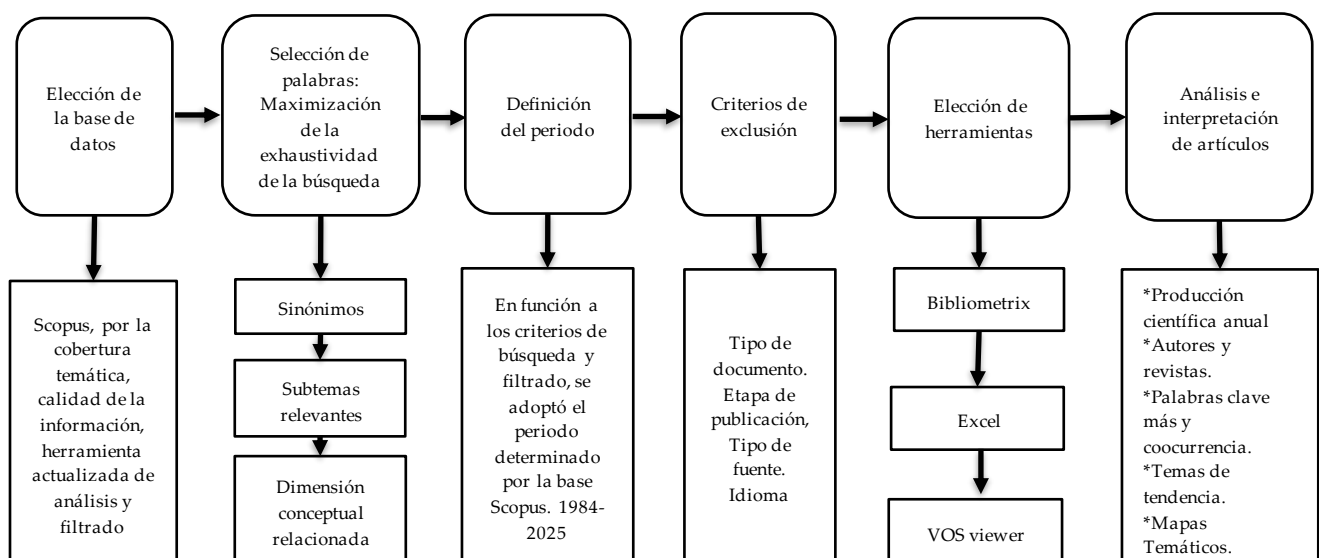 Elección de
la base de
datos
Selección de
palabras:
Maximización
de la
exhaustividad
de la búsqueda
Definición
del periodo
Criterios de
exclusión
Elección de
herramientas
Análisis e
interpretación
de artículos
Scopus, por la
cobertura
temática,
calidad de la
información,
herramienta
actualizada de
análisis y
filtrado
Sinónimos
Subtemas
relevantes
Dimensión
conceptual
relacionada
En función a
los criterios de
búsqueda y
filtrado, se
adoptó el
periodo
determinado
por la base
Scopus. 1984-
2025
Tipo de
documento.
Etapa de
publicación,
Tipo de
fuente.
Idioma
Bibliometrix
Excel
VOS viewer
*Producción
científica anual
*Autores y
revistas.
*Palabras clave
más y
coocurrencia.
*Temas de
tendencia.
*Mapas
Temáticos.